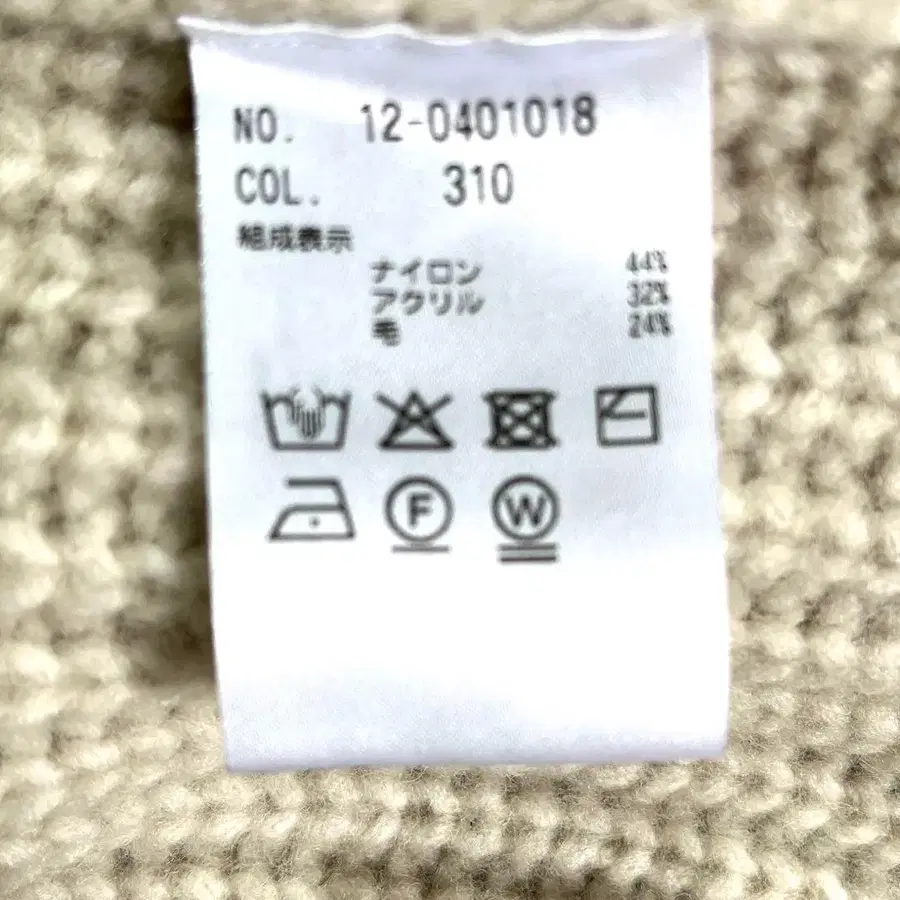 NO. 12-0401018
COL. 310
組成表示
ナイロン 44%
アクリル 32%
毛 24%
F W